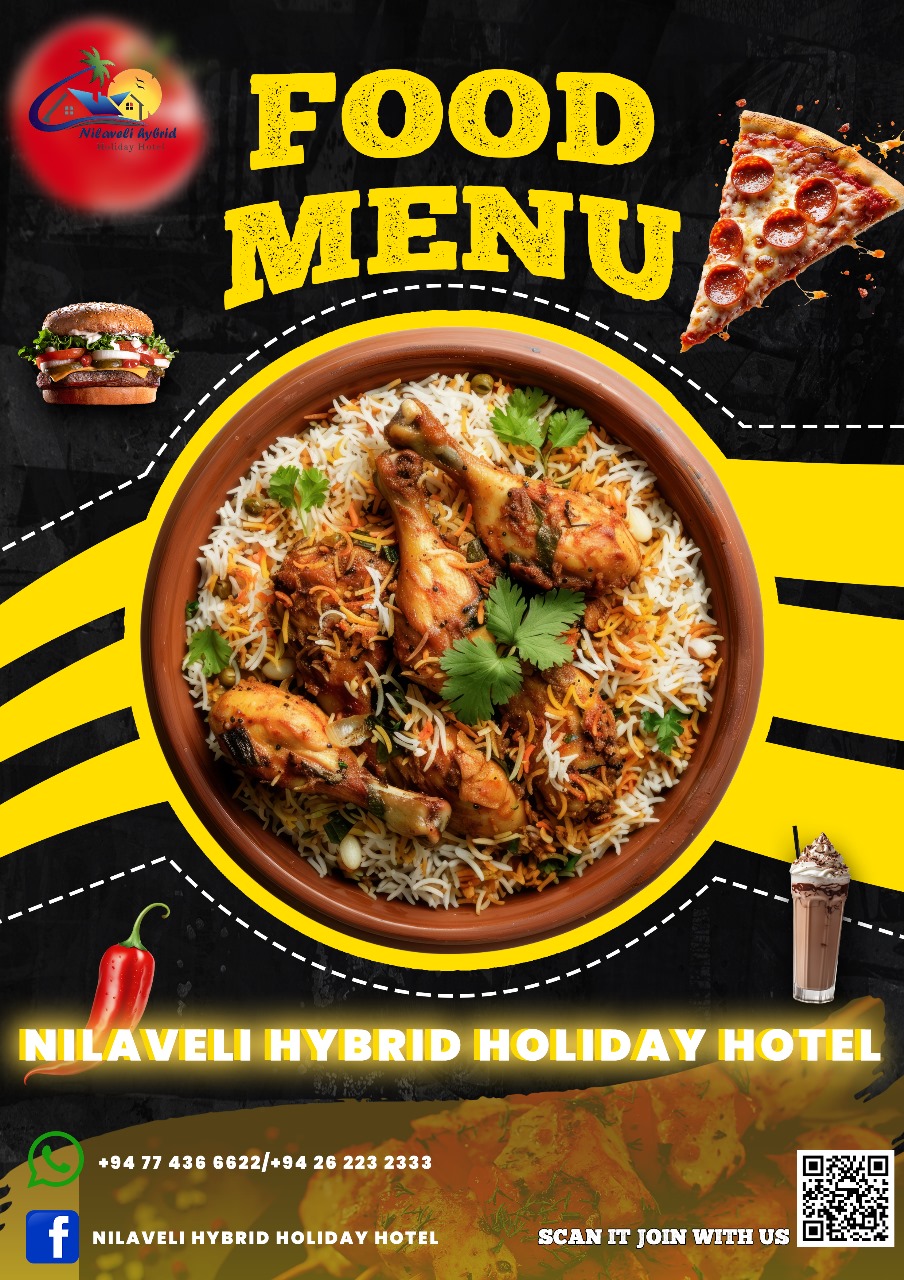 Nilaveli hybrid
Holiday Hotel
FOOD
MENU
NILAVELI HYBRID HOLIDAY HOTEL
+94 77 436 6622/+94 26 223 2333
f NILAVELI HYBRID HOLIDAY HOTEL
SCAN IT JOIN WITH US